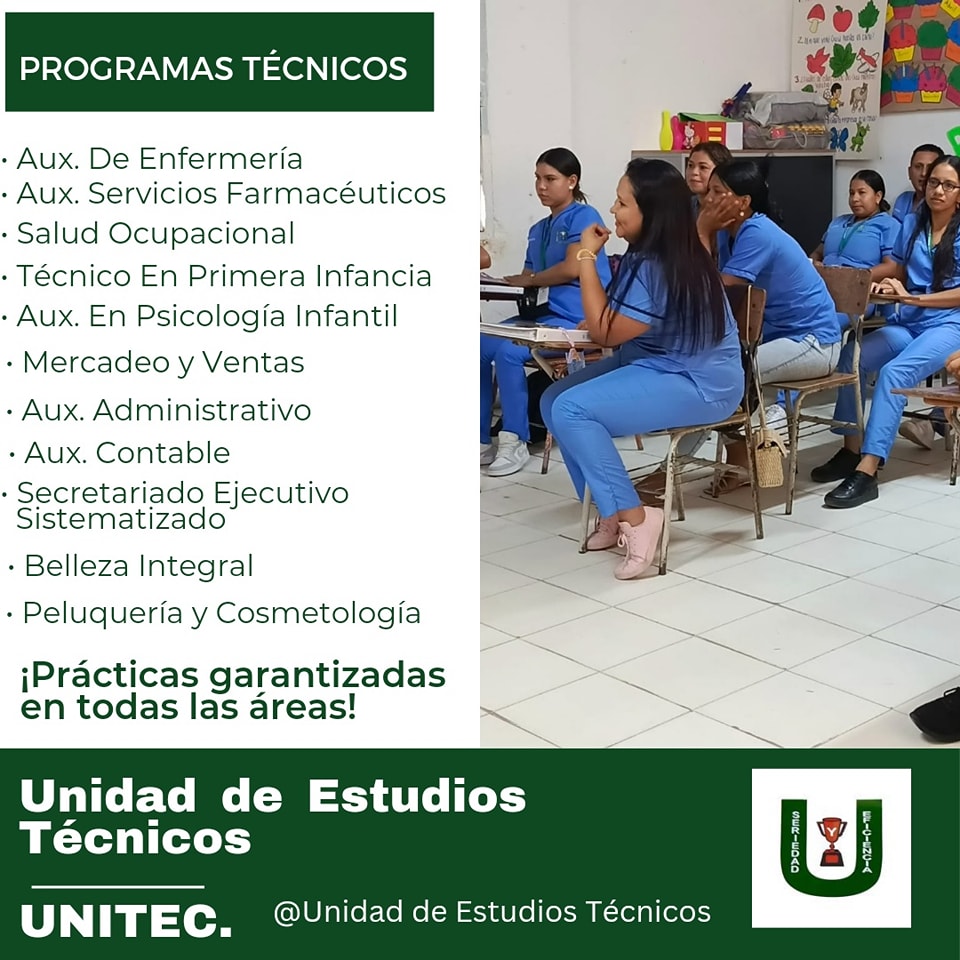 PROGRAMAS TÉCNICOS
• Aux. De Enfermería
• Aux. Servicios Farmacéuticos
• Salud Ocupacional
• Técnico En Primera Infancia
• Aux. En Psicología Infantil
• Mercadeo y Ventas
• Aux. Administrativo
• Aux. Contable
• Secretariado Ejecutivo
Sistematizado
• Belleza Integral
• Peluquería y Cosmetología
¡Prácticas garantizadas
en todas las áreas!
Unidad de Estudios
Técnicos
UNITEC.
@Unidad de Estudios Técnicos
SERIEDAD
Y
EFICIENCIA